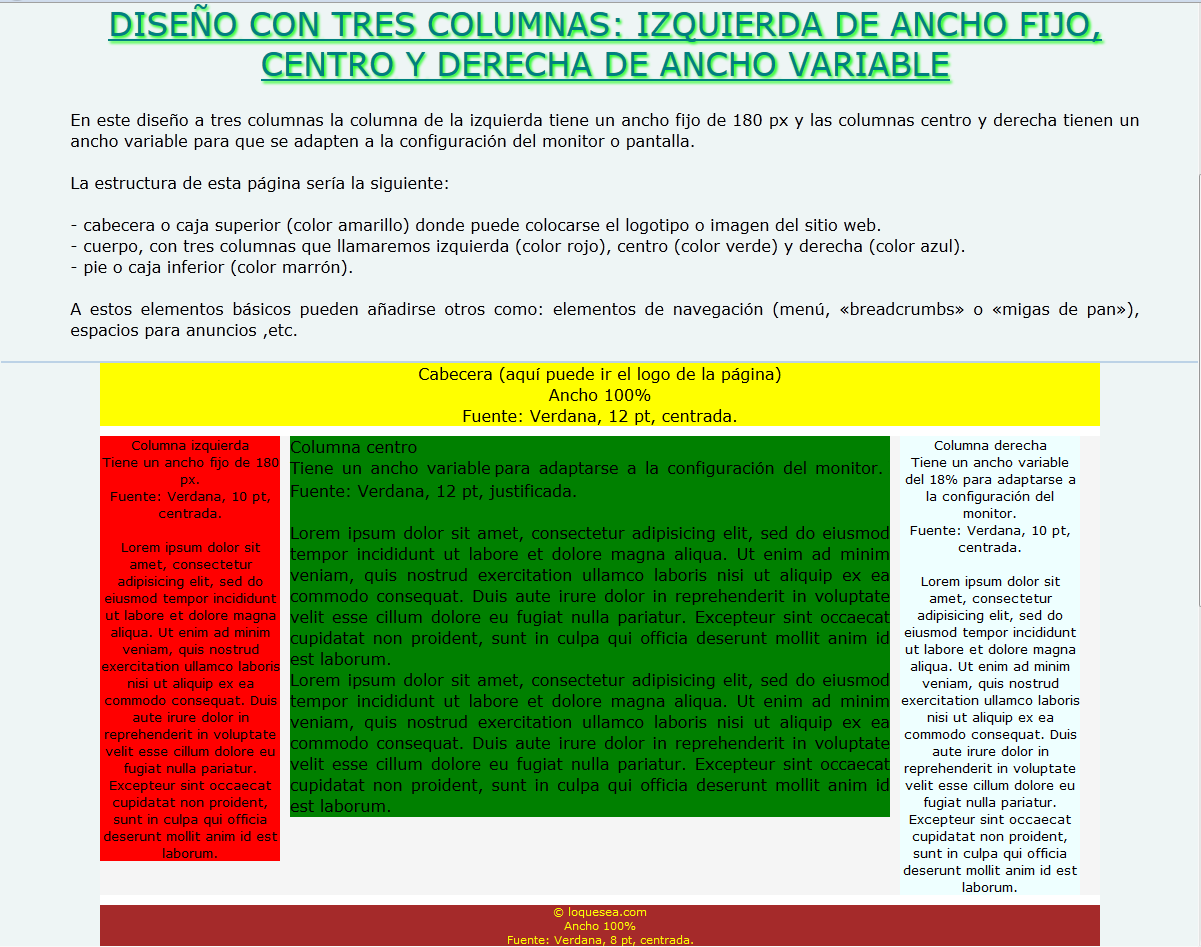 DISEÑO CON TRES COLUMNAS: IZQUIERDA DE ANCHO FIJO,
CENTRO Y DERECHA DE ANCHO VARIABLE
En este diseño a tres columnas la columna de la izquierda tiene un ancho fijo de 180 px y las columnas centro y derecha tienen un
ancho variable para que se adapten a la configuración del monitor o pantalla.
La estructura de esta página sería la siguiente:
- cabecera o caja superior (color amarillo) donde puede colocarse el logotipo o imagen del sitio web.
- cuerpo, con tres columnas que llamaremos izquierda (color rojo), centro (color verde) y derecha (color azul).
- pie o caja inferior (color marrón).
A estos elementos básicos pueden añadirse otros como: elementos de navegación (menú, «breadcrumbs» o «migas de pan»),
espacios para anuncios ,etc.
Cabecera (aquí puede ir el logo de la página)
Ancho 100%
Fuente: Verdana, 12 pt, centrada.
Columna izquierda
Tiene un ancho fijo de 180
px.
Fuente: Verdana, 10 pt,
centrada.
Lorem ipsum dolor sit
amet, consectetur
adipisicing elit, sed do
eiusmod tempor incididunt
ut labore et dolore magna
aliqua. Ut enim ad minim
veniam, quis nostrud
exercitation ullamco laboris
nisi ut aliquip ex ea
commodo consequat. Duis
aute irure dolor in
reprehenderit in voluptate
velit esse cillum dolore eu
fugiat nulla pariatur.
Excepteur sint occaecat
cupidatat non proident,
sunt in culpa qui officia
deserunt mollit anim id est
laborum.
Columna centro
Tiene un ancho variable para adaptarse a la configuración del monitor.
Fuente: Verdana, 12 pt, justificada.
Lorem ipsum dolor sit amet, consectetur adipisicing elit, sed do eiusmod
tempor incididunt ut labore et dolore magna aliqua. Ut enim ad minim
veniam, quis nostrud exercitation ullamco laboris nisi ut aliquip ex ea
commodo consequat. Duis aute irure dolor in reprehenderit in voluptate
velit esse cillum dolore eu fugiat nulla pariatur. Excepteur sint occaecat
cupidatat non proident, sunt in culpa qui officia deserunt mollit anim id
est laborum.
Lorem ipsum dolor sit amet, consectetur adipisicing elit, sed do eiusmod
tempor incididunt ut labore et dolore magna aliqua. Ut enim ad minim
veniam, quis nostrud exercitation ullamco laboris nisi ut aliquip ex ea
commodo consequat. Duis aute irure dolor in reprehenderit in voluptate
velit esse cillum dolore eu fugiat nulla pariatur. Excepteur sint occaecat
cupidatat non proident, sunt in culpa qui officia deserunt mollit anim id
est laborum.
Columna derecha
Tiene un ancho variable
del 18% para adaptarse a
la configuración del
monitor.
Fuente: Verdana, 10 pt,
centrada.
Lorem ipsum dolor sit
amet, consectetur
adipisicing elit, sed do
eiusmod tempor incididunt
ut labore et dolore magna
aliqua. Ut enim ad minim
veniam, quis nostrud
exercitation ullamco laboris
nisi ut aliquip ex ea
commodo consequat. Duis
aute irure dolor in
reprehenderit in voluptate
velit esse cillum dolore eu
fugiat nulla pariatur.
Excepteur sint occaecat
cupidatat non proident,
sunt in culpa qui officia
deserunt mollit anim id est
laborum.
© loquesea.com
Ancho 100%
Fuente: Verdana, 8 pt, centrada.